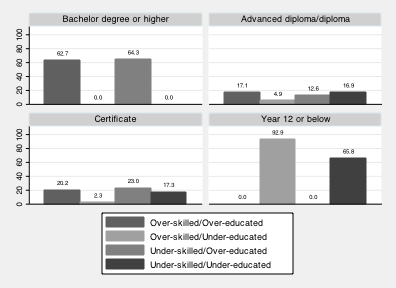 Bachelor degree or higher
Advanced diploma/diploma
0 20 40 60 80 100
62.7 0.0 64.3 0.0
17.1 4.9 12.6 16.9
Certificate
Year 12 or below
0 20 40 60 80 100
20.2 2.3 23.0 17.3
0.0 92.9 0.0 65.8
Over-skilled/Over-educated
Over-skilled/Under-educated
Under-skilled/Over-educated
Under-skilled/Under-educated